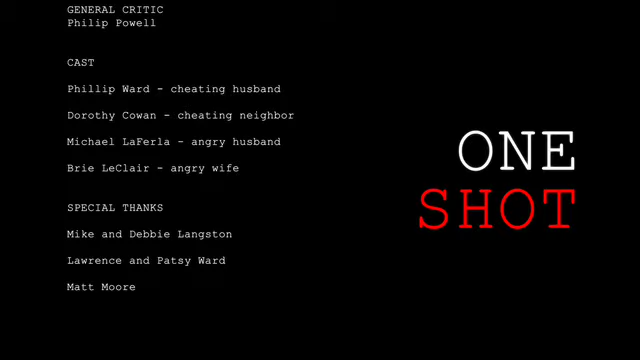 GENERAL CRITIC
Philip Powell
CAST
Phillip Ward - cheating husband
Dorothy Cowan - cheating neighbor
Michael LaFerla - angry husband
Brie LeClair - angry wife
SPECIAL THANKS
Mike and Debbie Langston
Lawrence and Patsy Ward
Matt Moore
ONE
SHOT